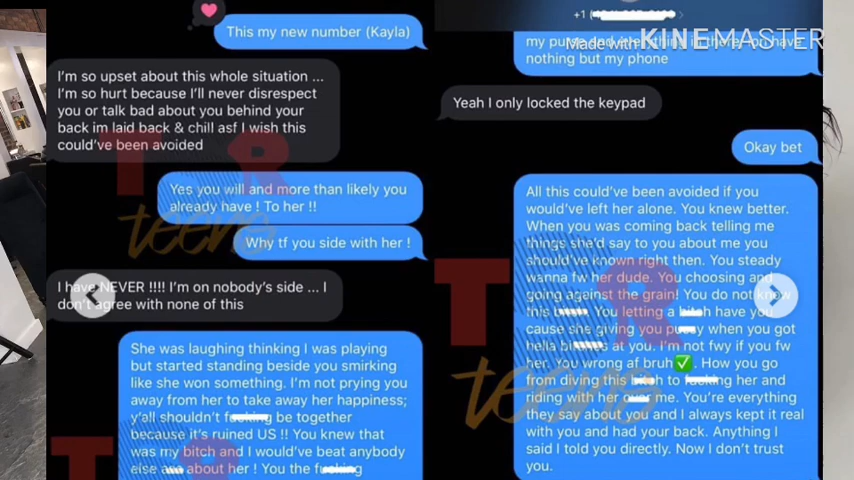 This my new number (Kayla)
I'm so upset about this whole situation ...
I'm so hurt because I'll never disrespect
you or talk bad about you behind your
back im laid back & chill asf I wish this
could've been avoided
Yes you will and more than likely you
already have ! To her !!
Why tf you side with her !
I have NEVER !!!! I'm on nobody's side ... I
don't agree with none of this
She was laughing thinking I was playing
but started standing beside you smirking
like she won something. I'm not prying you
away from her to take away her happiness;
y'all shouldn't be together
because it's ruined US !! You knew that
was my bitch and I would've beat anybody
else about her ! You the
+1
Made with KINEMASTER
my purse and everything in there you have
nothing but my phone
Yeah I only locked the keypad
Okay bet
All this could've been avoided if you
would've left her alone. You knew better.
When you was coming back telling me
things she'd say to you about me you
should've known right then. You steady
wanna fw her dude. You choosing and
going against the grain! You do not know
this You letting a have you
cause she giving you when you got
hella at you. I'm not fwy if you fw
her. You wrong af bruh ✅. How you go
from diving this to her and
riding with her me. You're everything
they say about you and I always kept it real
with you and had your back. Anything I
said I told you directly. Now I don't trust
you.
T R
teens
T R
teens